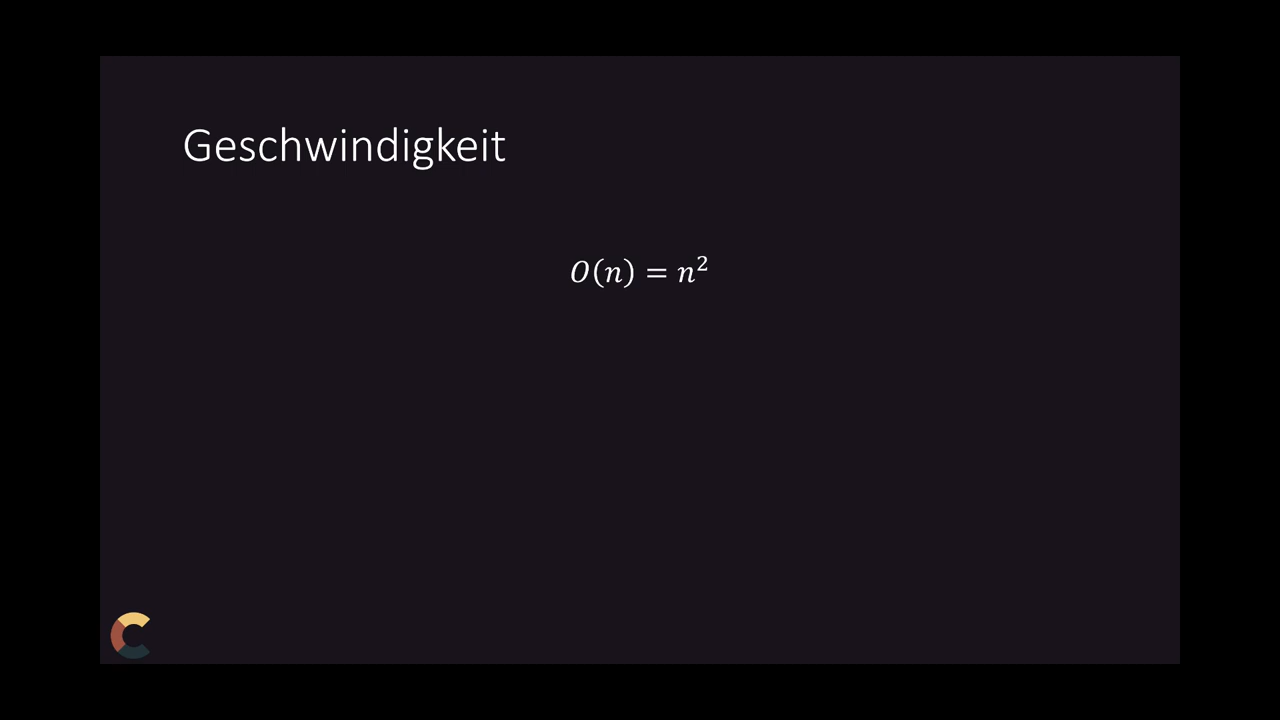 Geschwindigkeit
O(n) = n²